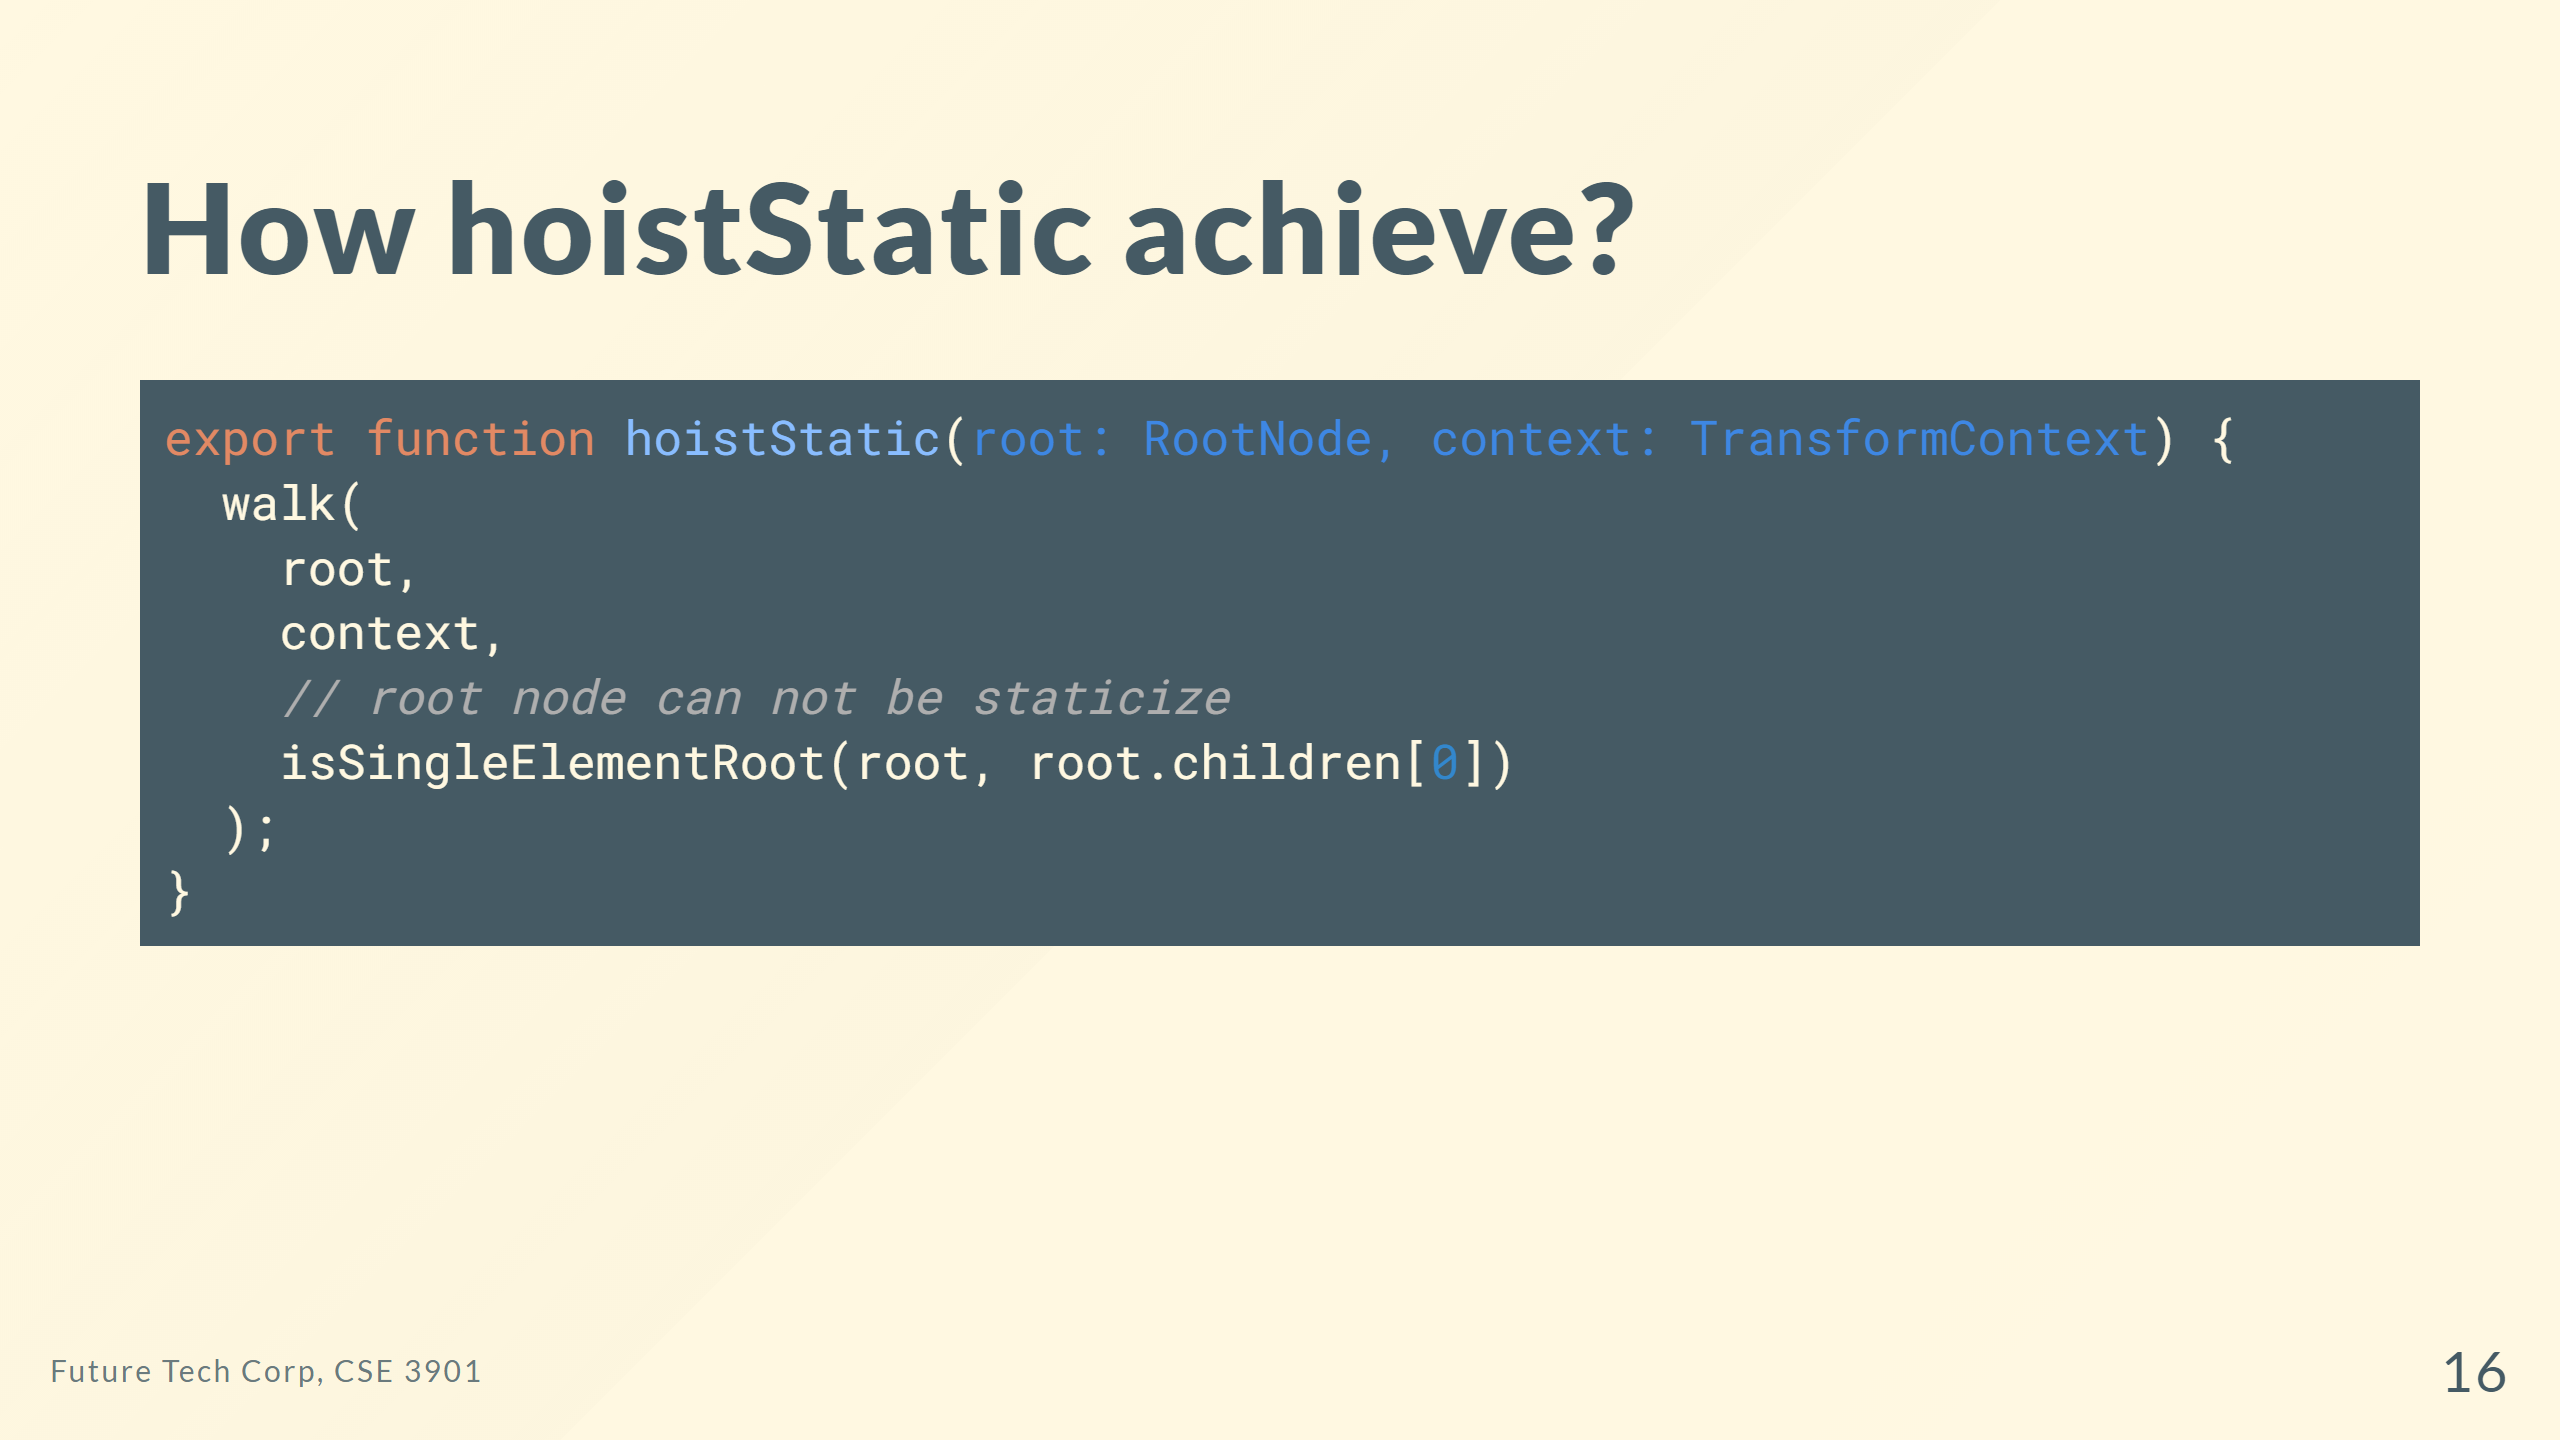 How hoistStatic achieve?
export function hoistStatic(root: RootNode, context: TransformContext) {
  walk(
    root,
    context,
    // root node can not be staticize
    isSingleElementRoot(root, root.children[0])
  );
}
Future Tech Corp, CSE 3901
16